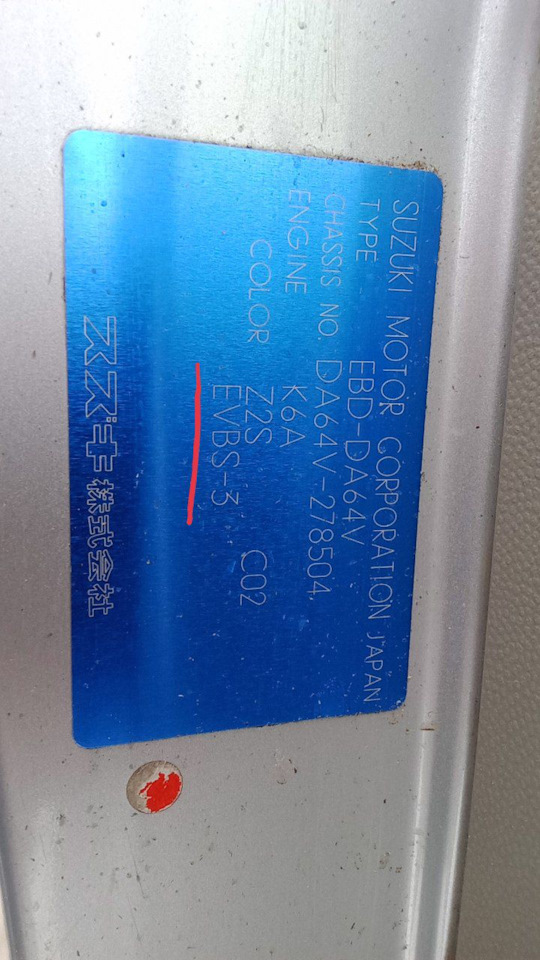 SUZUKI MOTOR CORPORATION JAPAN
TYPE EBD-DA64V
CHASSIS NO. DA64V-278504
ENGINE K6A
COLOR Z2S C02
EVBS-3
スズキ株式会社